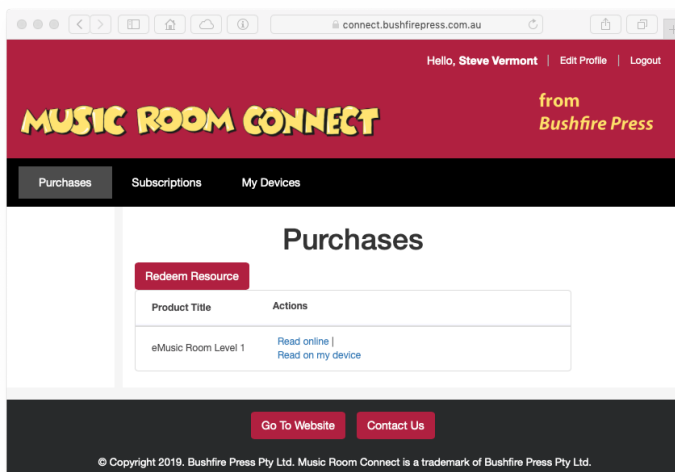 connect.bushfirepress.com.au
Hello, Steve Vermont | Edit Profile | Logout
MUSIC ROOM CONNECT
from
Bushfire Press
Purchases Subscriptions My Devices
Purchases
Redeem Resource
Product Title Actions
eMusic Room Level 1 Read online |
Read on my device
Go To Website Contact Us
© Copyright 2019. Bushfire Press Pty Ltd. Music Room Connect is a trademark of Bushfire Press Pty Ltd.